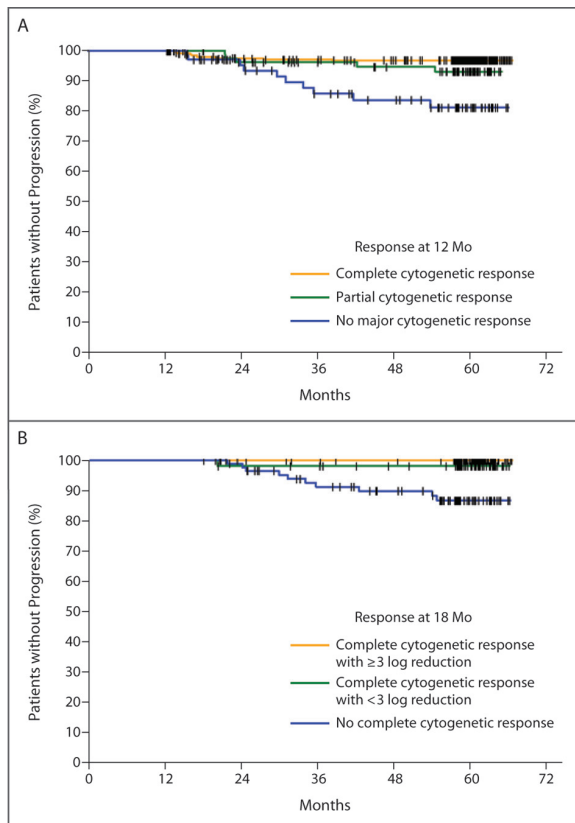 A
Patients without Progression (%)
100
90
80
70
60
50
40
30
20
10
0
0 12 24 36 48 60 72
Months
Response at 12 Mo
Complete cytogenetic response
Partial cytogenetic response
No major cytogenetic response
B
Patients without Progression (%)
100
90
80
70
60
50
40
30
20
10
0
0 12 24 36 48 60 72
Months
Response at 18 Mo
Complete cytogenetic response
with ≥3 log reduction
Complete cytogenetic response
with <3 log reduction
No complete cytogenetic response